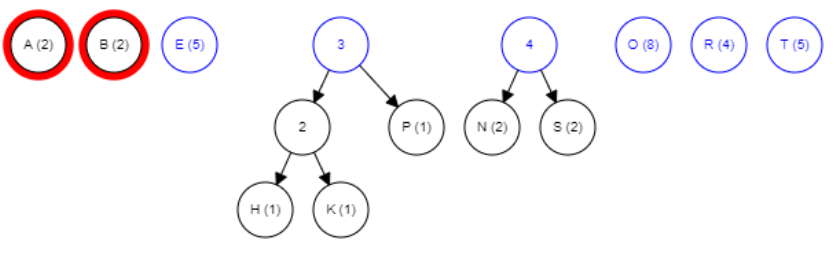 A (2) B (2) E (5) 3 4 O (8) R (4) T (5)
2 P (1) N (2) S (2)
H (1) K (1)